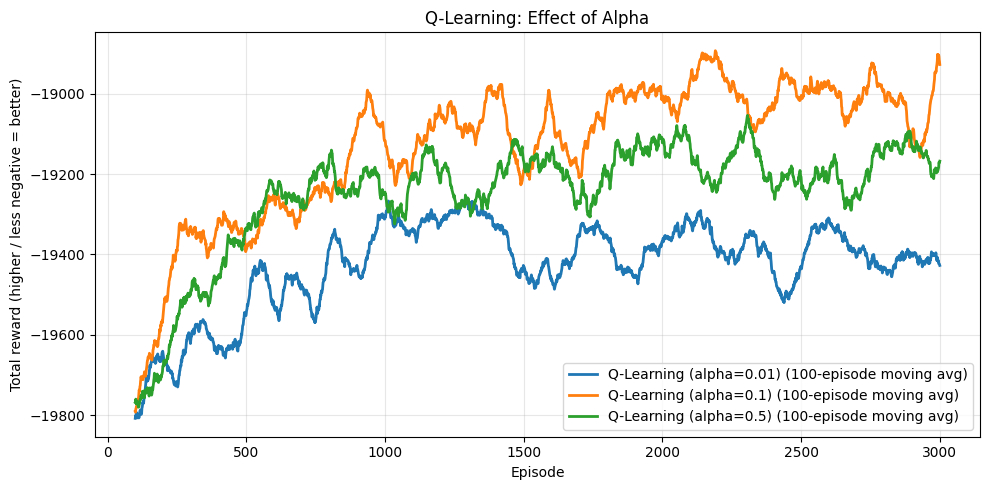 Q-Learning: Effect of Alpha
Total reward (higher / less negative = better)
−19000
−19200
−19400
−19600
−19800
Q-Learning (alpha=0.01) (100-episode moving avg)
Q-Learning (alpha=0.1) (100-episode moving avg)
Q-Learning (alpha=0.5) (100-episode moving avg)
0 500 1000 1500 2000 2500 3000
Episode